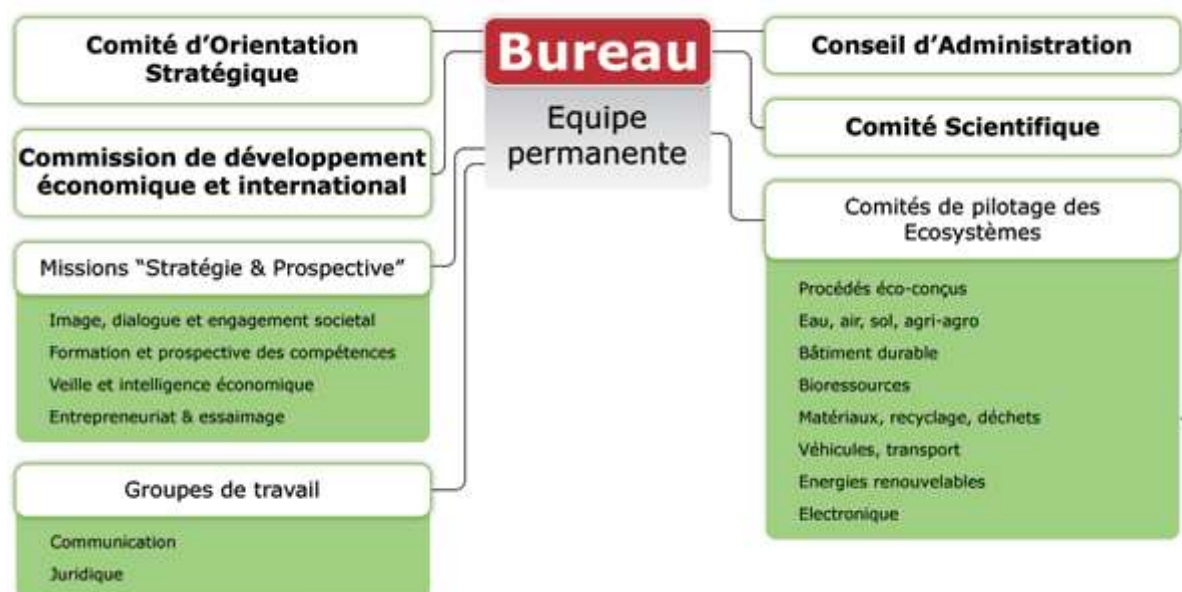 Comité d'Orientation
Stratégique
Commission de développement
économique et international
Missions "Stratégie & Prospective"
Image, dialogue et engagement societal
Formation et prospective des compétences
Veille et intelligence économique
Entrepreneuriat & essaimage
Groupes de travail
Communication
Juridique
Bureau
Equipe
permanente
Conseil d'Administration
Comité Scientifique
Comités de pilotage des
Ecosystèmes
Procédés éco-conçus
Eau, air, sol, agri-agro
Bâtiment durable
Bioressources
Matériaux, recyclage, déchets
Véhicules, transport
Energies renouvelables
Electronique